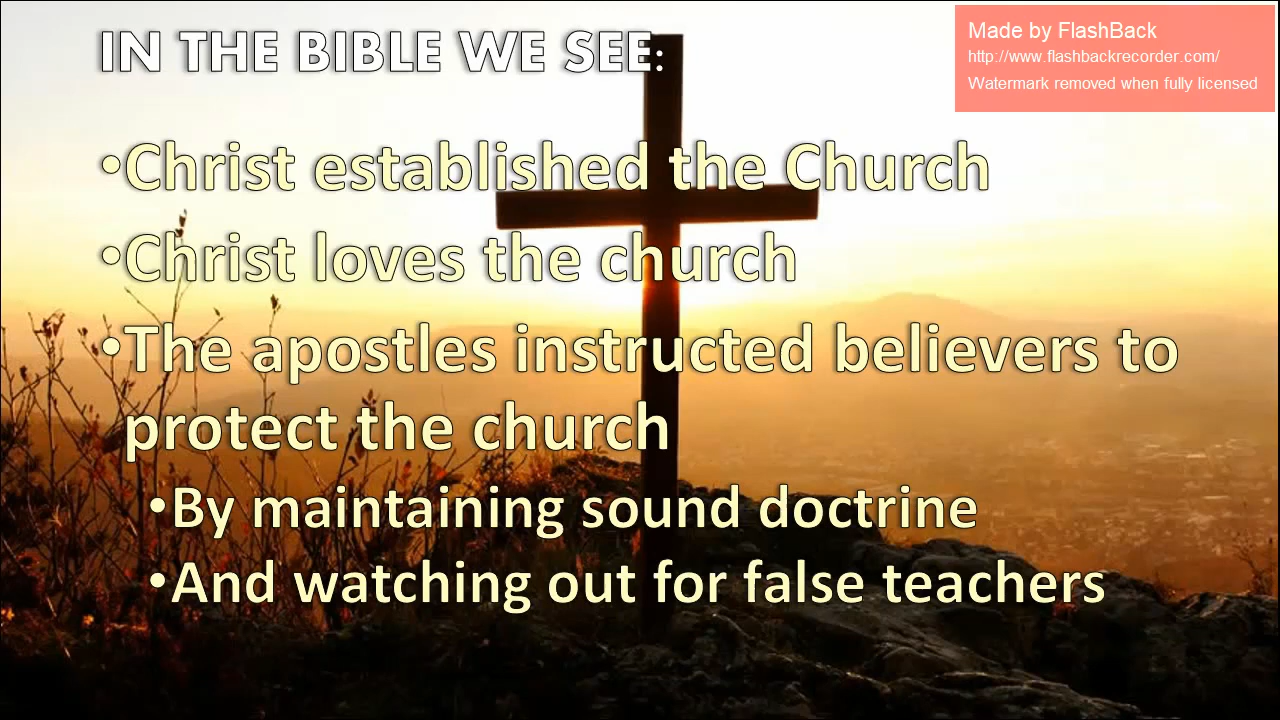 IN THE BIBLE WE SEE:
Made by FlashBack
http://www.flashbackrecorder.com/
Watermark removed when fully licensed
•Christ established the Church
•Christ loves the church
•The apostles instructed believers to
protect the church
•By maintaining sound doctrine
•And watching out for false teachers